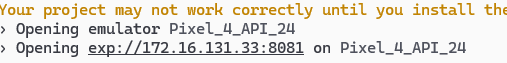 Your project may not work correctly until you install the
› Opening emulator Pixel_4_API_24
› Opening exp://172.16.131.33:8081 on Pixel_4_API_24